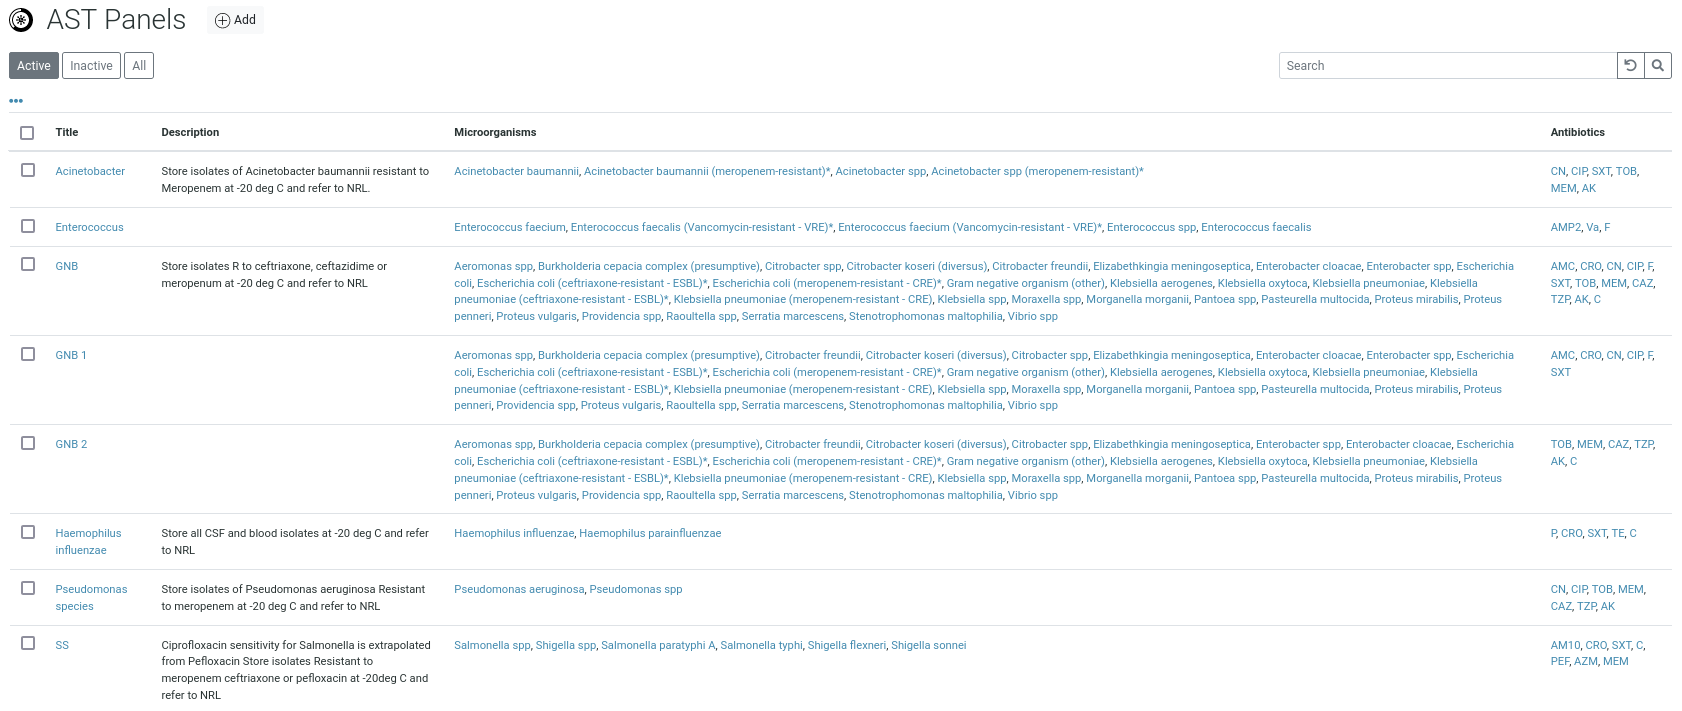 AST Panels
Add
Active Inactive All
Search
Title Description Microorganisms Antibiotics
Acinetobacter
Store isolates of Acinetobacter baumannii resistant to
Meropenem at -20 deg C and refer to NRL.
Acinetobacter baumannii, Acinetobacter baumannii (meropenem-resistant)*, Acinetobacter spp, Acinetobacter spp (meropenem-resistant)*
CN, CIP, SXT, TOB,
MEM, AK
Enterococcus
Enterococcus faecium, Enterococcus faecalis (Vancomycin-resistant - VRE)*, Enterococcus faecium (Vancomycin-resistant - VRE)*, Enterococcus spp, Enterococcus faecalis
AMP2, Va, F
GNB
Store isolates R to ceftriaxone, ceftazidime or
meropenum at -20 deg C and refer to NRL
Aeromonas spp, Burkholderia cepacia complex (presumptive), Citrobacter spp, Citrobacter koseri (diversus), Citrobacter freundii, Elizabethkingia meningoseptica, Enterobacter cloacae, Enterobacter spp, Escherichia
coli, Escherichia coli (ceftriaxone-resistant - ESBL)*, Escherichia coli (meropenem-resistant - CRE)*, Gram negative organism (other), Klebsiella aerogenes, Klebsiella oxytoca, Klebsiella pneumoniae, Klebsiella
pneumoniae (ceftriaxone-resistant - ESBL)*, Klebsiella pneumoniae (meropenem-resistant - CRE), Klebsiella spp, Moraxella spp, Morganella morganii, Pantoea spp, Pasteurella multocida, Proteus mirabilis, Proteus
penneri, Proteus vulgaris, Providencia spp, Raoultella spp, Serratia marcescens, Stenotrophomonas maltophilia, Vibrio spp
AMC, CRO, CN, CIP, F,
SXT, TOB, MEM, CAZ,
TZP, AK, C
GNB 1
Aeromonas spp, Burkholderia cepacia complex (presumptive), Citrobacter freundii, Citrobacter koseri (diversus), Citrobacter spp, Elizabethkingia meningoseptica, Enterobacter cloacae, Enterobacter spp, Escherichia
coli, Escherichia coli (ceftriaxone-resistant - ESBL)*, Escherichia coli (meropenem-resistant - CRE)*, Gram negative organism (other), Klebsiella aerogenes, Klebsiella oxytoca, Klebsiella pneumoniae, Klebsiella
pneumoniae (ceftriaxone-resistant - ESBL)*, Klebsiella pneumoniae (meropenem-resistant - CRE), Klebsiella spp, Moraxella spp, Morganella morganii, Pantoea spp, Pasteurella multocida, Proteus mirabilis, Proteus
penneri, Providencia spp, Proteus vulgaris, Raoultella spp, Serratia marcescens, Stenotrophomonas maltophilia, Vibrio spp
AMC, CRO, CN, CIP, F,
SXT
GNB 2
Aeromonas spp, Burkholderia cepacia complex (presumptive), Citrobacter freundii, Citrobacter koseri (diversus), Citrobacter spp, Elizabethkingia meningoseptica, Enterobacter spp, Enterobacter cloacae, Escherichia
coli, Escherichia coli (ceftriaxone-resistant - ESBL)*, Escherichia coli (meropenem-resistant - CRE)*, Gram negative organism (other), Klebsiella aerogenes, Klebsiella oxytoca, Klebsiella pneumoniae, Klebsiella
pneumoniae (ceftriaxone-resistant - ESBL)*, Klebsiella pneumoniae (meropenem-resistant - CRE), Klebsiella spp, Moraxella spp, Morganella morganii, Pantoea spp, Pasteurella multocida, Proteus mirabilis, Proteus
penneri, Proteus vulgaris, Providencia spp, Raoultella spp, Serratia marcescens, Stenotrophomonas maltophilia, Vibrio spp
TOB, MEM, CAZ, TZP,
AK, C
Haemophilus
influenzae
Store all CSF and blood isolates at -20 deg C and refer
to NRL
Haemophilus influenzae, Haemophilus parainfluenzae
P, CRO, SXT, TE, C
Pseudomonas
species
Store isolates of Pseudomonas aeruginosa Resistant
to meropenem at -20 deg C and refer to NRL
Pseudomonas aeruginosa, Pseudomonas spp
CN, CIP, TOB, MEM,
CAZ, TZP, AK
SS
Ciprofloxacin sensitivity for Salmonella is extrapolated
from Pefloxacin Store isolates Resistant to
meropenem ceftriaxone or pefloxacin at -20deg C and
refer to NRL
Salmonella spp, Shigella spp, Salmonella paratyphi A, Salmonella typhi, Shigella flexneri, Shigella sonnei
AM10, CRO, SXT, C,
PEF, AZM, MEM